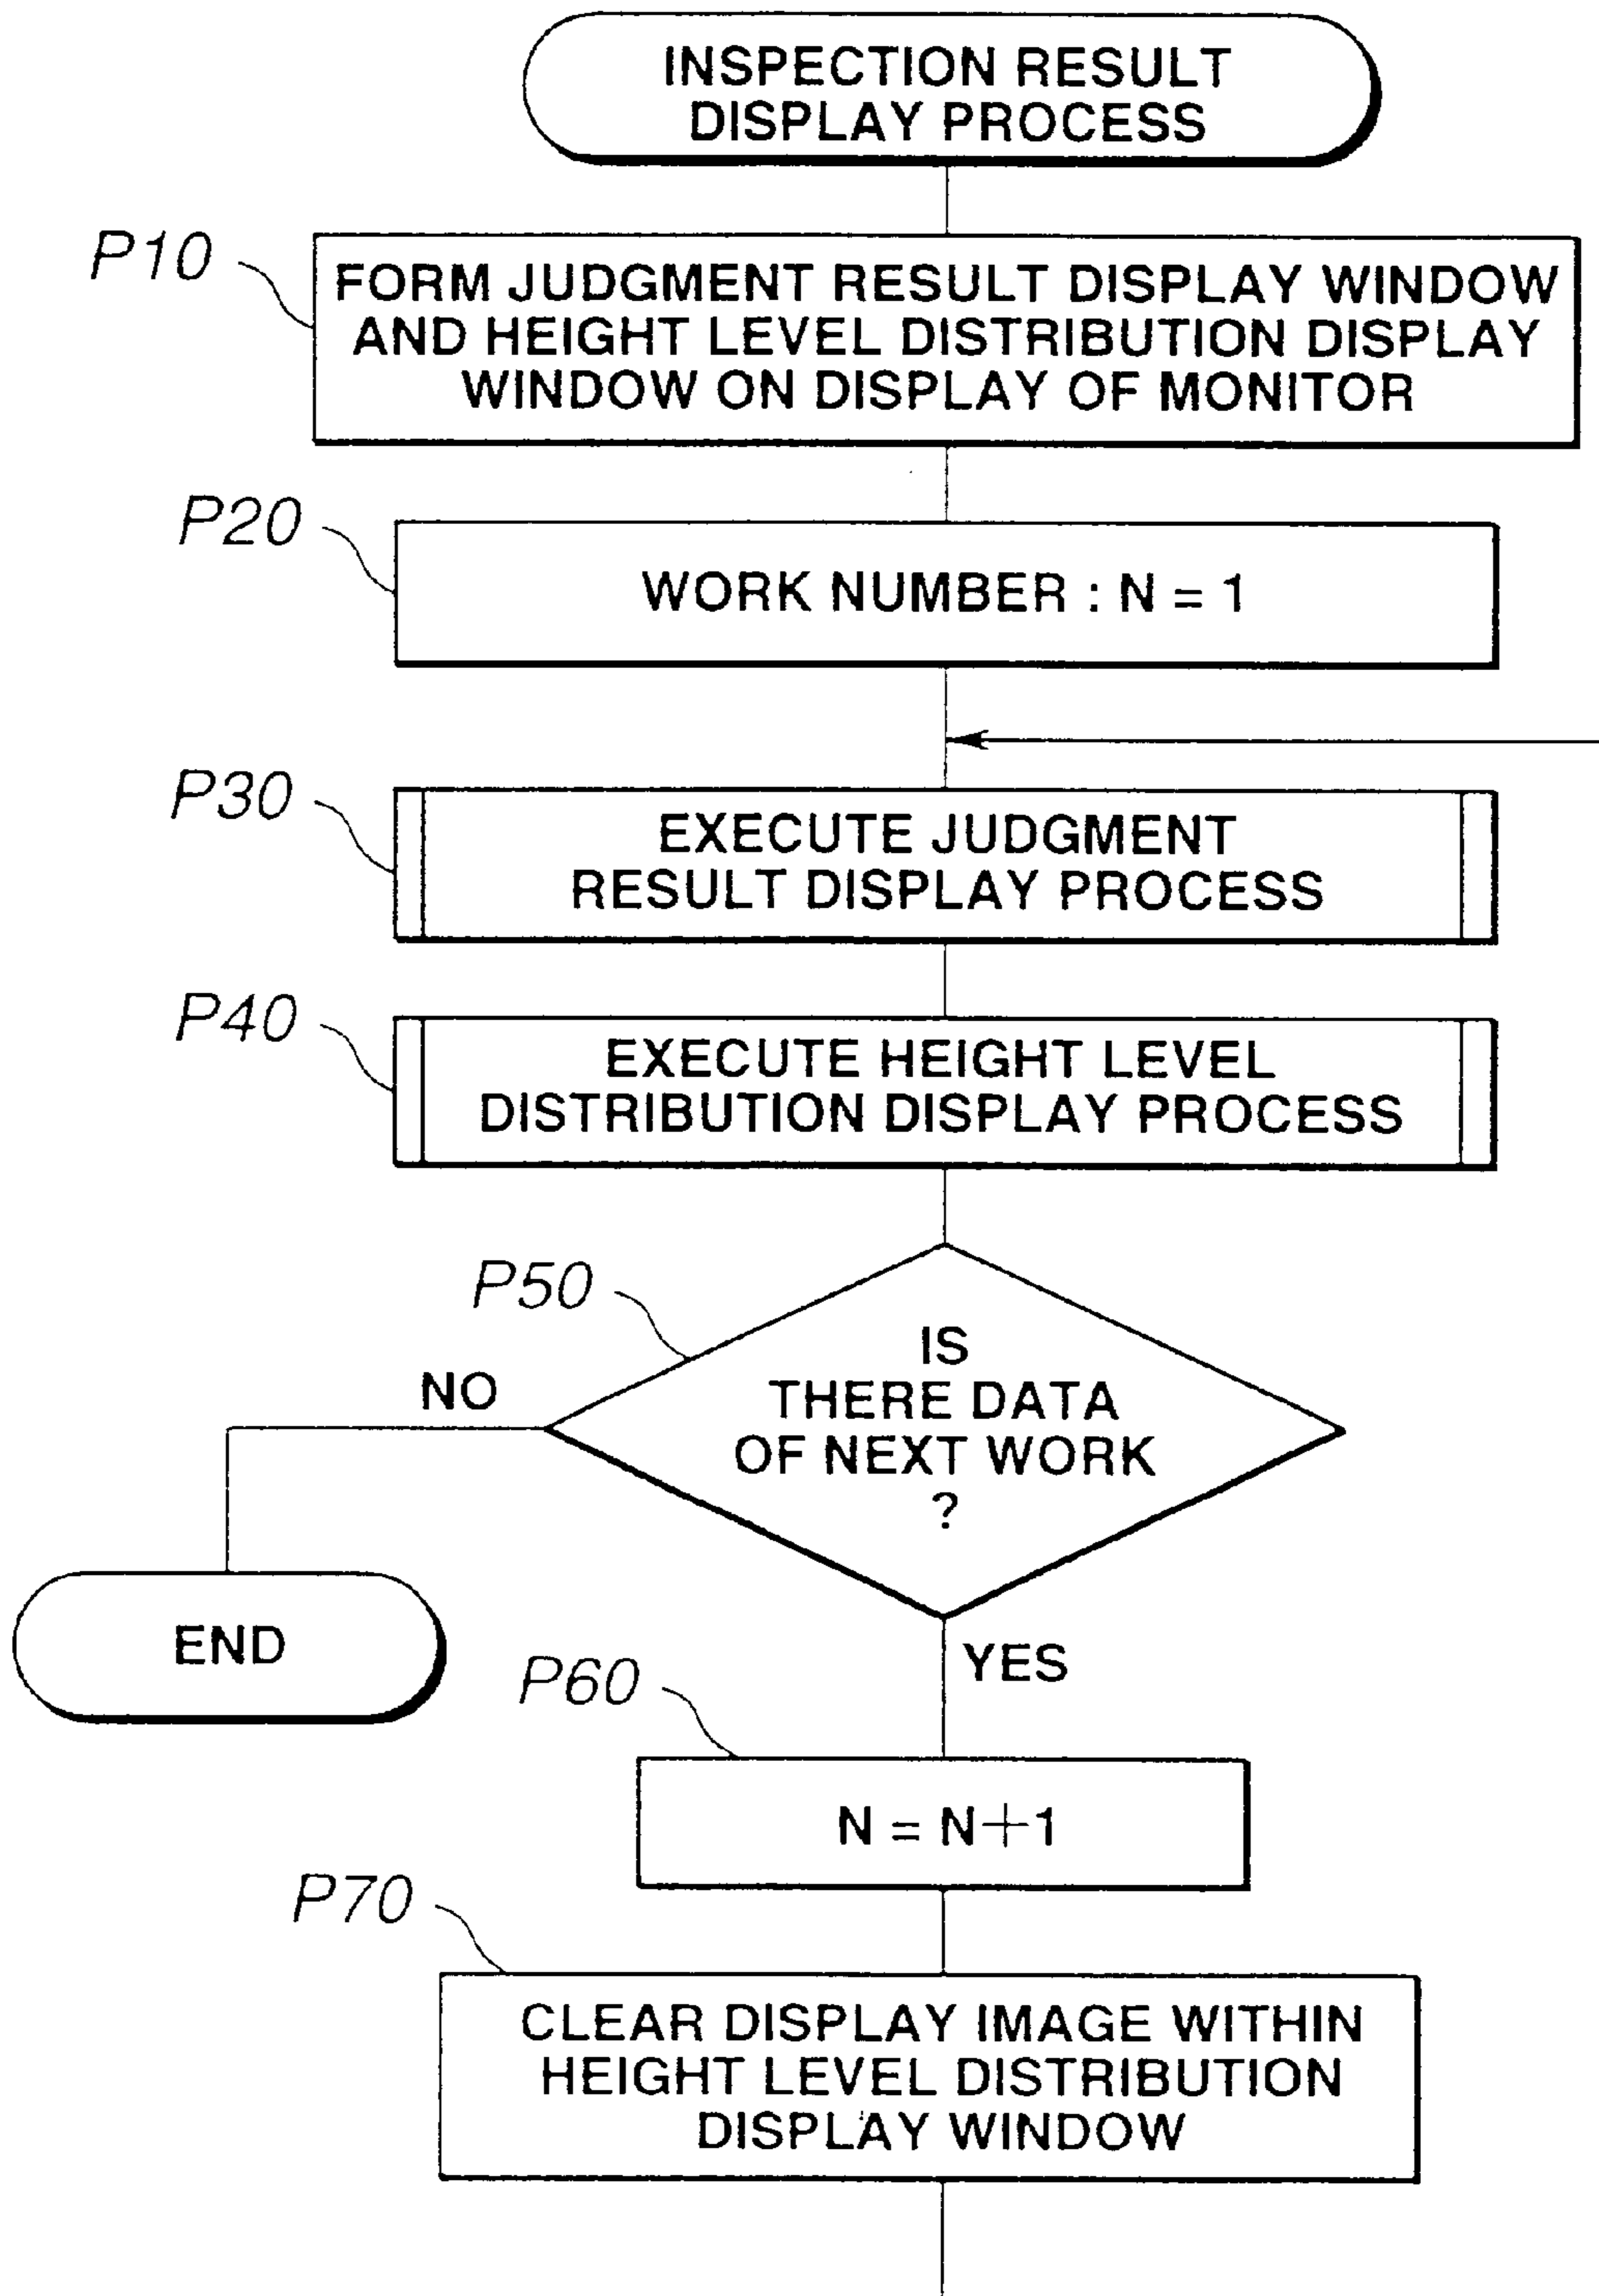 INSPECTION RESULT
DISPLAY PROCESS
P10
FORM JUDGMENT RESULT DISPLAY WINDOW
AND HEIGHT LEVEL DISTRIBUTION DISPLAY
WINDOW ON DISPLAY OF MONITOR
P20
WORK NUMBER : N = 1
P30
EXECUTE JUDGMENT
RESULT DISPLAY PROCESS
P40
EXECUTE HEIGHT LEVEL
DISTRIBUTION DISPLAY PROCESS
P50
IS
THERE DATA
OF NEXT WORK
?
NO
END
YES
P60
N = N+1
P70
CLEAR DISPLAY IMAGE WITHIN
HEIGHT LEVEL DISTRIBUTION
DISPLAY WINDOW